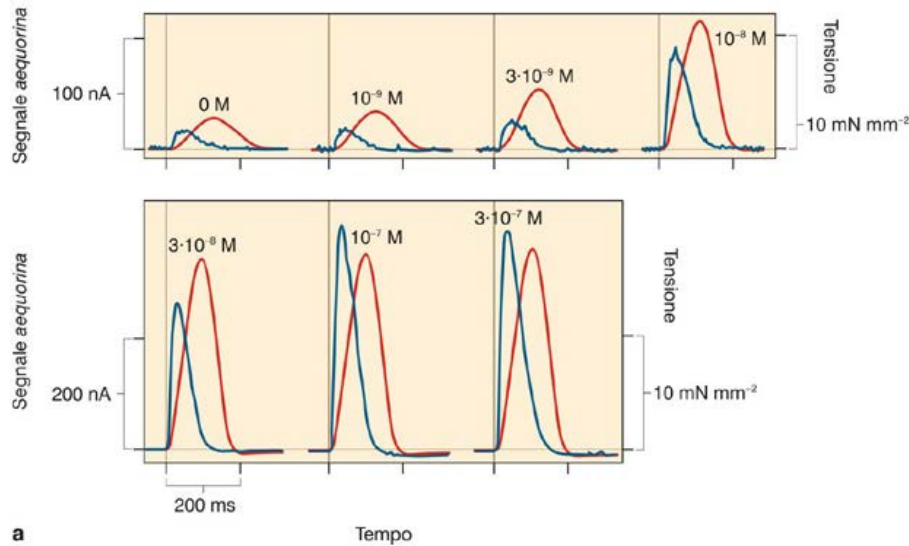 Segnale aequorina
100 nA
0 M
10⁻⁹ M
3·10⁻⁹ M
10⁻⁸ M
Tensione
10 mN mm⁻²
Segnale aequorina
200 nA
3·10⁻⁸ M
10⁻⁷ M
3·10⁻⁷ M
Tensione
10 mN mm⁻²
200 ms
a
Tempo